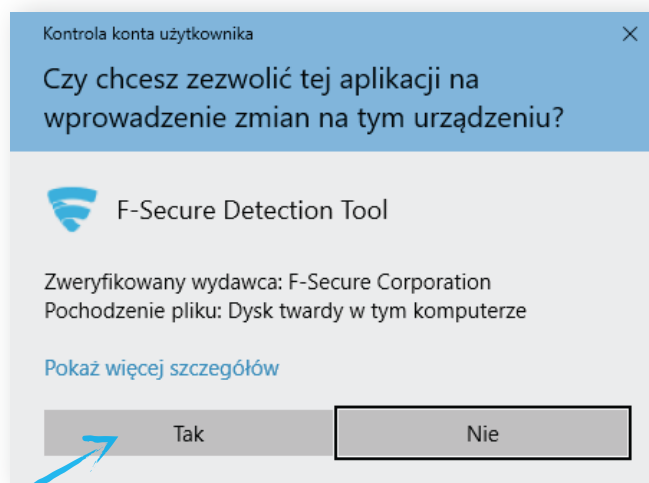 Kontrola konta użytkownika
Czy chcesz zezwolić tej aplikacji na
wprowadzenie zmian na tym urządzeniu?
F-Secure Detection Tool
Zweryfikowany wydawca: F-Secure Corporation
Pochodzenie pliku: Dysk twardy w tym komputerze
Pokaż więcej szczegółów
Tak
Nie